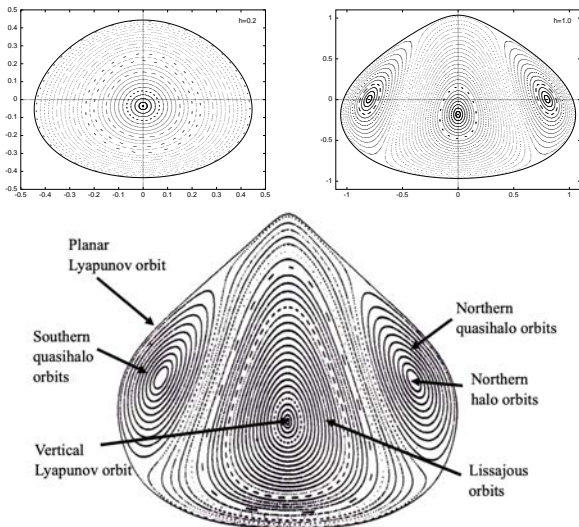 0.5
0.4
0.3
0.2
0.1
0
-0.1
-0.2
-0.3
-0.4
-0.5
-0.5 -0.4 -0.3 -0.2 -0.1 0 0.1 0.2 0.3 0.4 0.5
h=0.2
1
0.5
0
-0.5
-1
-1 -0.5 0 0.5 1
h=1.0
Planar
Lyapunov orbit
Southern
quasihalo
orbits
Vertical
Lyapunov orbit
Northern
quasihalo orbits
Northern
halo orbits
Lissajous
orbits